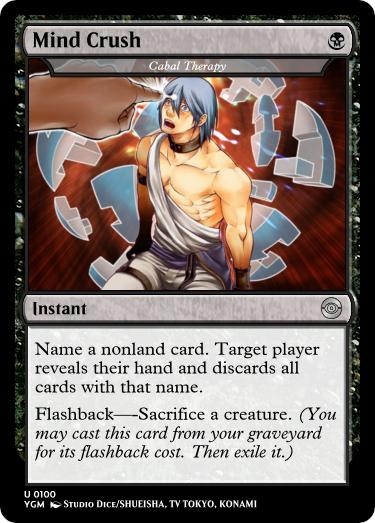 Mind Crush
Cabal Therapy
Instant
Name a nonland card. Target player
reveals their hand and discards all
cards with that name.
Flashback—-Sacrifice a creature. (You
may cast this card from your graveyard
for its flashback cost. Then exile it.)
U 0100
YGM STUDIO DICE/SHUEISHA, TV TOKYO, KONAMI